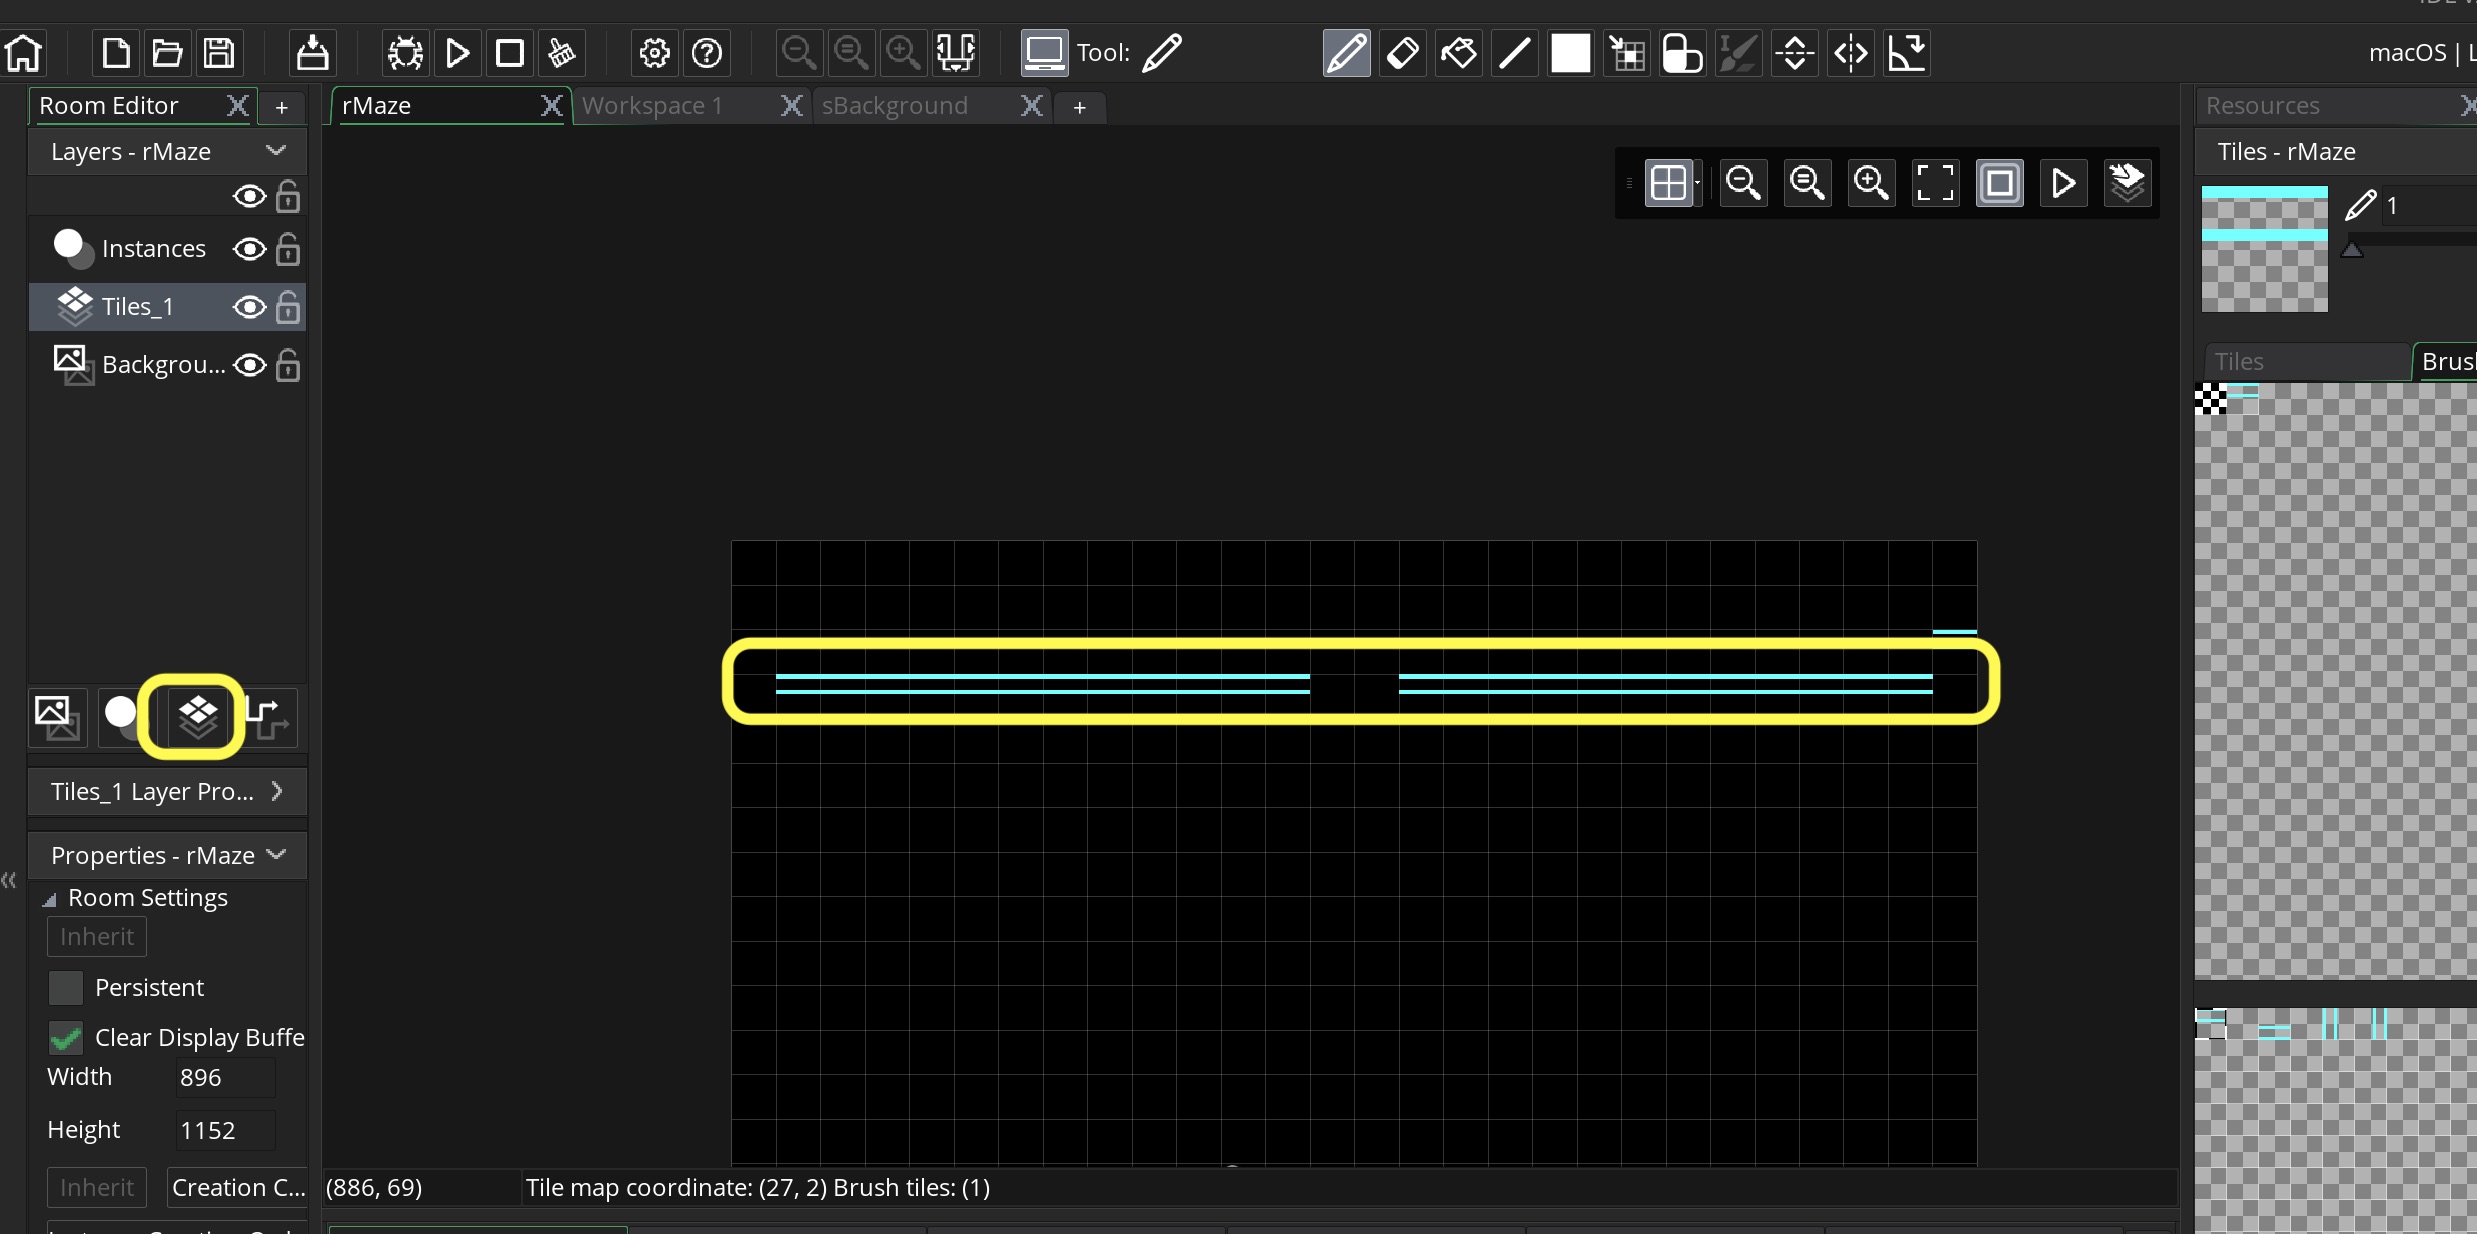 Tool:
macOS | L
Room Editor
+
rMaze
Workspace 1
sBackground
+
Resources
Layers - rMaze
Tiles - rMaze
Instances
1
Tiles_1
Backgrou...
Tiles
Brus
Tiles_1 Layer Pro...
Properties - rMaze
Room Settings
Inherit
Persistent
Clear Display Buffe
Width
896
Height
1152
Inherit
Creation C...
(886, 69)
Tile map coordinate: (27, 2) Brush tiles: (1)